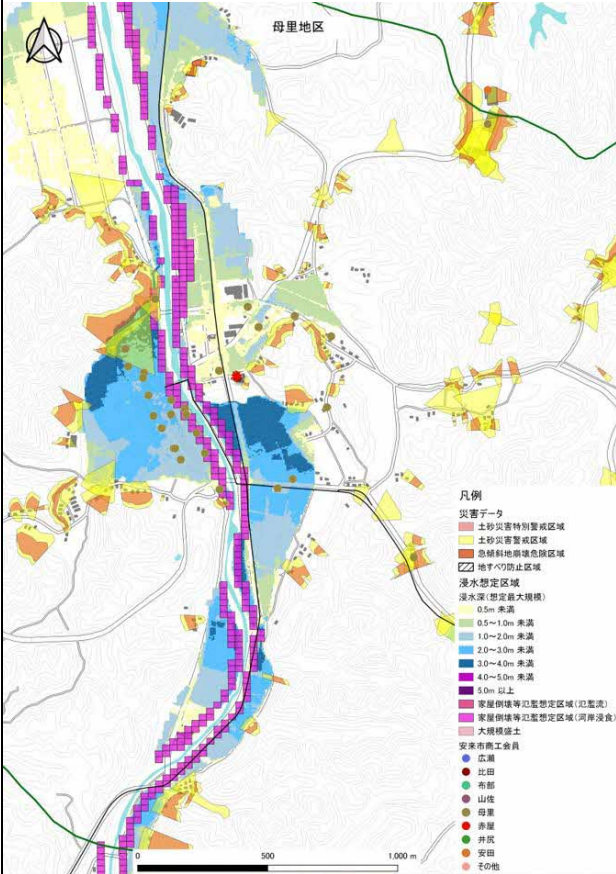 母里地区
凡例
災害データ
土砂災害特別警戒区域
土砂災害警戒区域
急傾斜地崩壊危険区域
地すべり防止区域
浸水想定区域
浸水深(想定最大規模)
0.5m 未満
0.5～1.0m 未満
1.0～2.0m 未満
2.0～3.0m 未満
3.0～4.0m 未満
4.0～5.0m 未満
5.0m 以上
家屋倒壊等氾濫想定区域(氾濫流)
家屋倒壊等氾濫想定区域(河岸浸食)
大規模盛土
安来市商工会員
広瀬
比田
布部
山佐
母里
赤屋
井尻
安田
その他
0 500 1,000 m